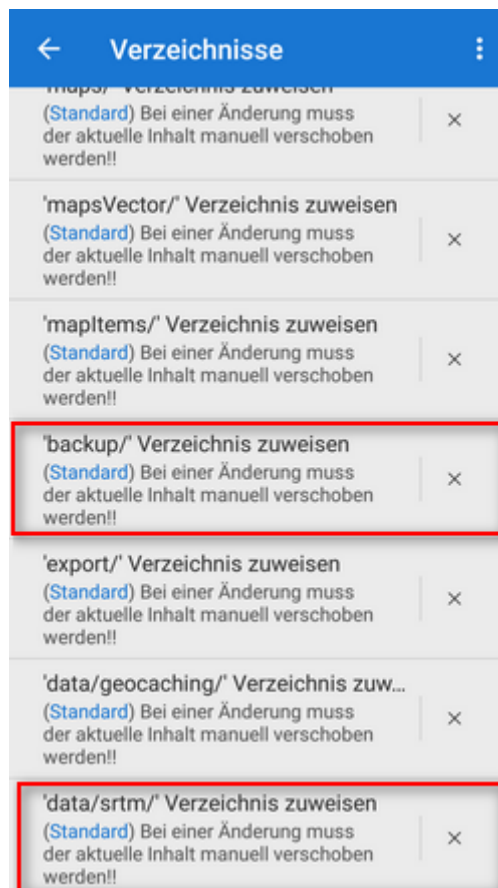 Verzeichnisse
'maps/' Verzeichnis zuweisen
(Standard) Bei einer Änderung muss
der aktuelle Inhalt manuell verschoben
werden!!
'mapsVector/' Verzeichnis zuweisen
(Standard) Bei einer Änderung muss
der aktuelle Inhalt manuell verschoben
werden!!
'mapItems/' Verzeichnis zuweisen
(Standard) Bei einer Änderung muss
der aktuelle Inhalt manuell verschoben
werden!!
'backup/' Verzeichnis zuweisen
(Standard) Bei einer Änderung muss
der aktuelle Inhalt manuell verschoben
werden!!
'export/' Verzeichnis zuweisen
(Standard) Bei einer Änderung muss
der aktuelle Inhalt manuell verschoben
werden!!
'data/geocaching/' Verzeichnis zuw...
(Standard) Bei einer Änderung muss
der aktuelle Inhalt manuell verschoben
werden!!
'data/srtm/' Verzeichnis zuweisen
(Standard) Bei einer Änderung muss
der aktuelle Inhalt manuell verschoben
werden!!